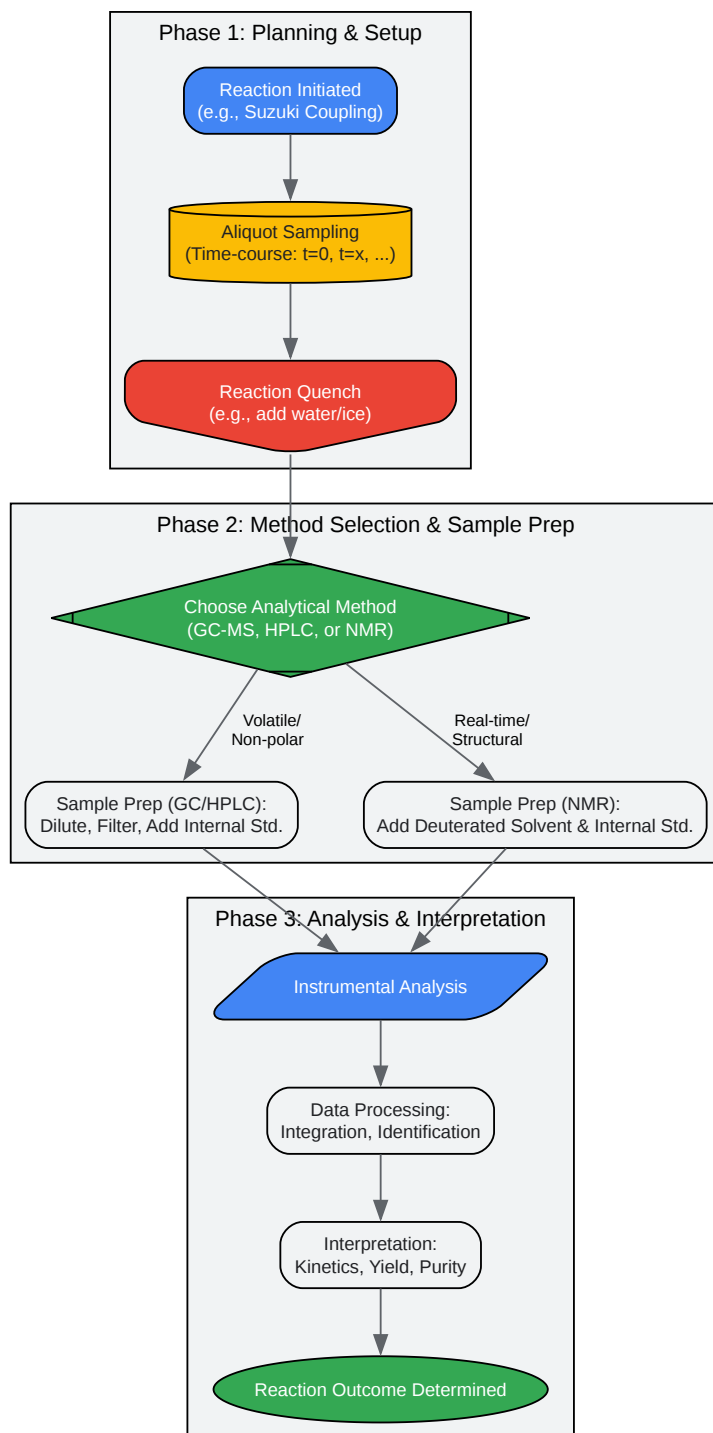 Phase 1: Planning & Setup
Reaction Initiated
(e.g., Suzuki Coupling)
Aliquot Sampling
(Time-course: t=0, t=x, ...)
Reaction Quench
(e.g., add water/ice)
Phase 2: Method Selection & Sample Prep
Choose Analytical Method
(GC-MS, HPLC, or NMR)
Volatile/
Non-polar
Real-time/
Structural
Sample Prep (GC/HPLC):
Dilute, Filter, Add Internal Std.
Sample Prep (NMR):
Add Deuterated Solvent & Internal Std.
Phase 3: Analysis & Interpretation
Instrumental Analysis
Data Processing:
Integration, Identification
Interpretation:
Kinetics, Yield, Purity
Reaction Outcome Determined